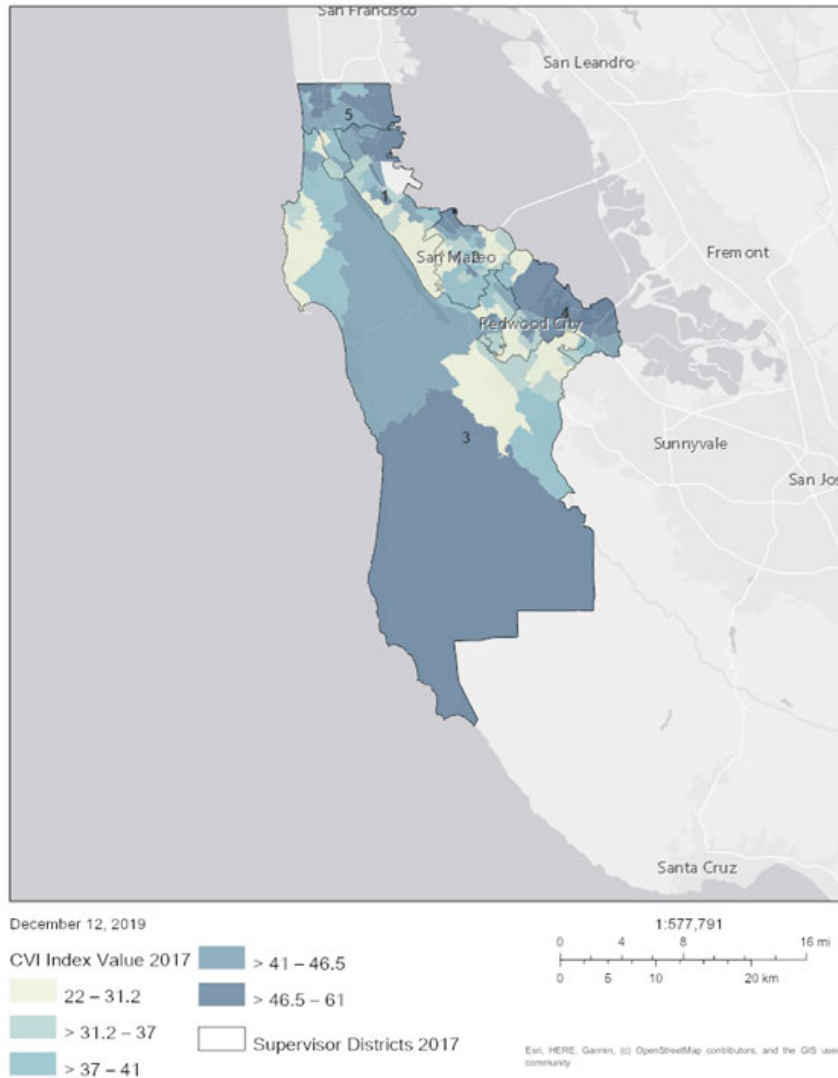 San Francisco
San Leandro
5
1
Fremont
San Mateo
2
4
Redwood City
3
Sunnyvale
San Jos
Santa Cruz
December 12, 2019
1:577,791
CVI Index Value 2017
22 – 31.2
> 31.2 – 37
> 37 – 41
> 41 – 46.5
> 46.5 – 61
Supervisor Districts 2017
0 4 8 16 mi
0 5 10 20 km
Esri, HERE, Garmin, (c) OpenStreetMap contributors, and the GIS user
community